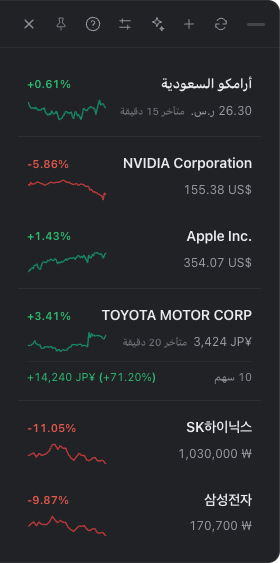 أرامكو السعودية +0.61%
26.30 ر.س. متأخر 15 دقيقة
NVIDIA Corporation -5.86%
155.38 US$
Apple Inc. +1.43%
354.07 US$
TOYOTA MOTOR CORP +3.41%
3,424 JP¥ متأخر 20 دقيقة
10 سهم +14,240 JP¥ (+71.20%)
SK하이닉스 -11.05%
1,030,000 ₩
삼성전자 -9.87%
170,700 ₩